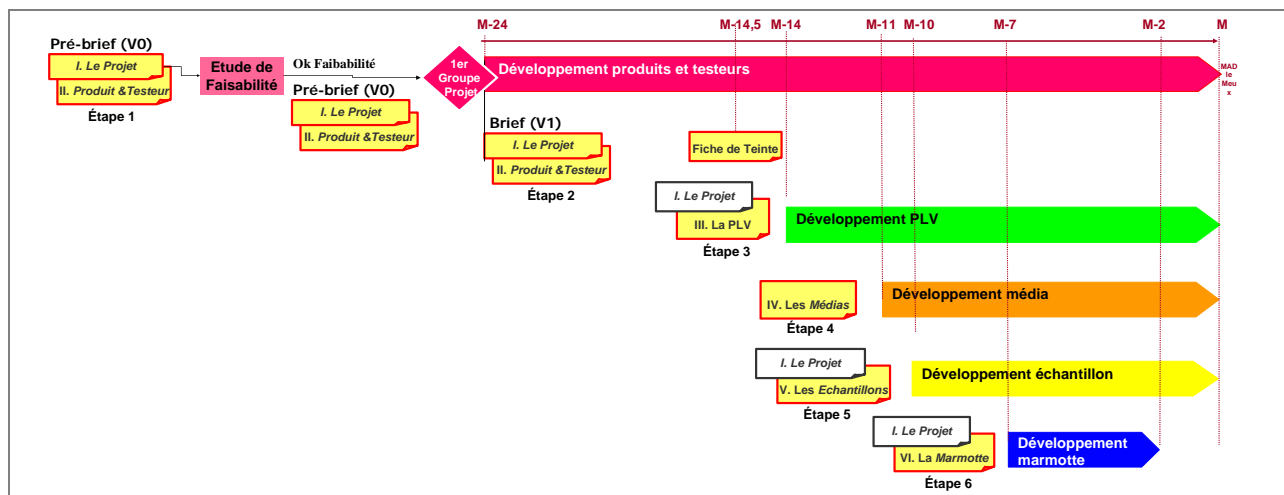 M-24
M-14,5
M-14
M-11
M-10
M-7
M-2
M
Pré-brief (V0)
I. Le Projet
II. Produit &Testeur
Étape 1
Etude de
Faisabilité
Ok Faibabilité
Pré-brief (V0)
I. Le Projet
II. Produit &Testeur
1er
Groupe
Projet
Développement produits et testeurs
MAD
le
Meu
x
Brief (V1)
I. Le Projet
II. Produit &Testeur
Étape 2
Fiche de Teinte
I. Le Projet
III. La PLV
Étape 3
Développement PLV
IV. Les Médias
Étape 4
Développement média
I. Le Projet
V. Les Echantillons
Étape 5
Développement échantillon
I. Le Projet
VI. La Marmotte
Étape 6
Développement
marmotte